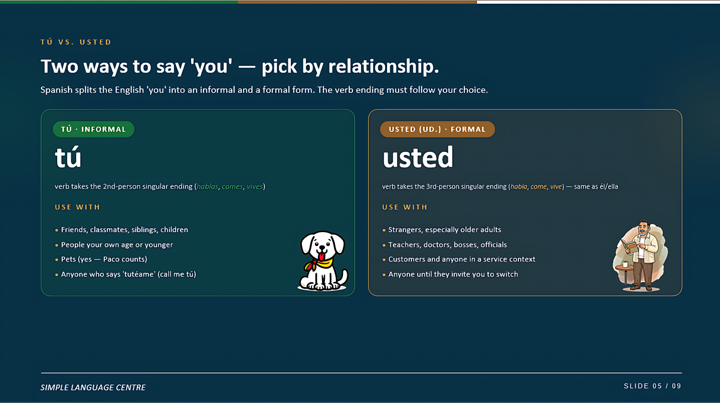 TÚ VS. USTED
Two ways to say 'you' — pick by relationship.
Spanish splits the English 'you' into an informal and a formal form. The verb ending must follow your choice.
TÚ · INFORMAL
tú
verb takes the 2nd-person singular ending (hablas, comes, vives)
USE WITH
• Friends, classmates, siblings, children
• People your own age or younger
• Pets (yes — Paco counts)
• Anyone who says 'tutéame' (call me tú)
USTED (UD.) · FORMAL
usted
verb takes the 3rd-person singular ending (habla, come, vive) — same as él/ella
USE WITH
• Strangers, especially older adults
• Teachers, doctors, bosses, officials
• Customers and anyone in a service context
• Anyone until they invite you to switch
SIMPLE LANGUAGE CENTRE
SLIDE 05 / 09